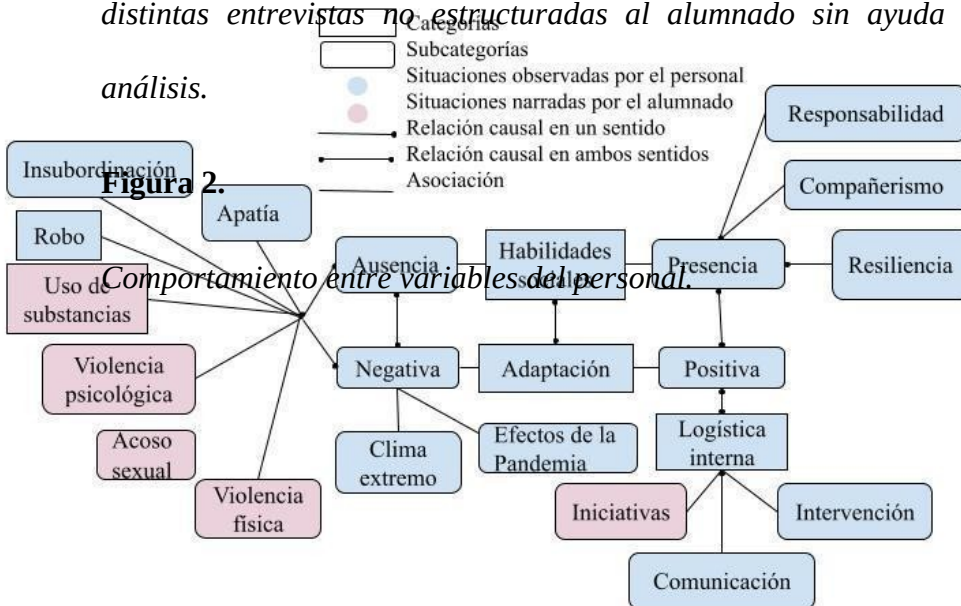 distintas entrevistas no estructuradas al alumnado sin ayuda
análisis.
Categorías
Subcategorías
Situaciones observadas por el personal
Situaciones narradas por el alumnado
Relación causal en un sentido
Relación causal en ambos sentidos
Asociación
Figura 2.
Comportamiento entre variables del personal.
Insubordinación
Apatía
Robo
Uso de
substancias
Violencia
psicológica
Acoso
sexual
Violencia
física
Ausencia
Habilidades
sociales
Presencia
Responsabilidad
Compañerismo
Resiliencia
Negativa
Adaptación
Positiva
Clima
extremo
Efectos de la
Pandemia
Logística
interna
Iniciativas
Intervención
Comunicación